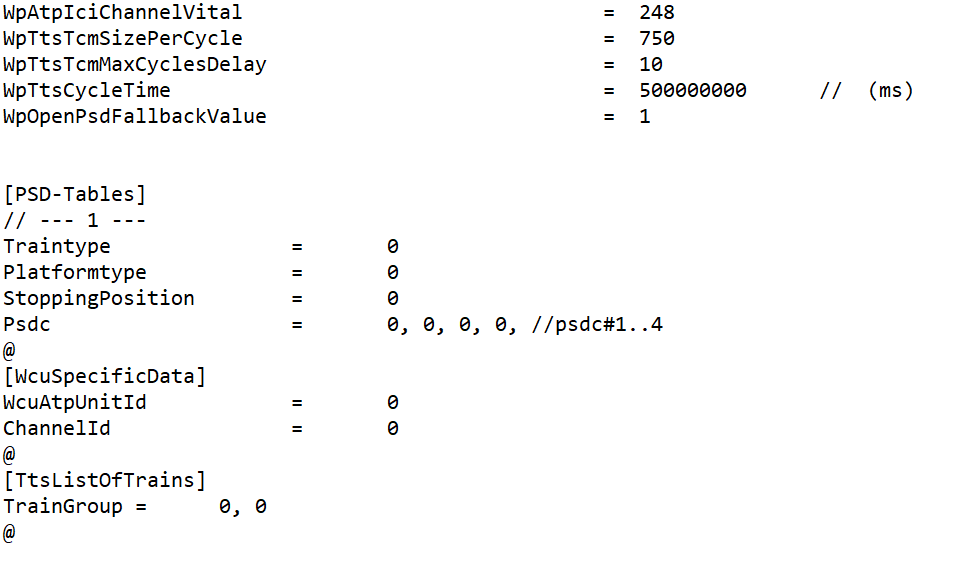 WpAtpIciChannelVital = 248
WpTtsTcmSizePerCycle = 750
WpTtsTcmMaxCyclesDelay = 10
WpTtsCycleTime = 500000000 // (ms)
WpOpenPsdFallbackValue = 1
[PSD-Tables]
// --- 1 ---
Traintype = 0
Platformtype = 0
StoppingPosition = 0
Psdc = 0, 0, 0, 0, //psdc#1..4
@
[WcuSpecificData]
WcuAtpUnitId = 0
ChannelId = 0
@
[TtsListOfTrains]
TrainGroup = 0, 0
@